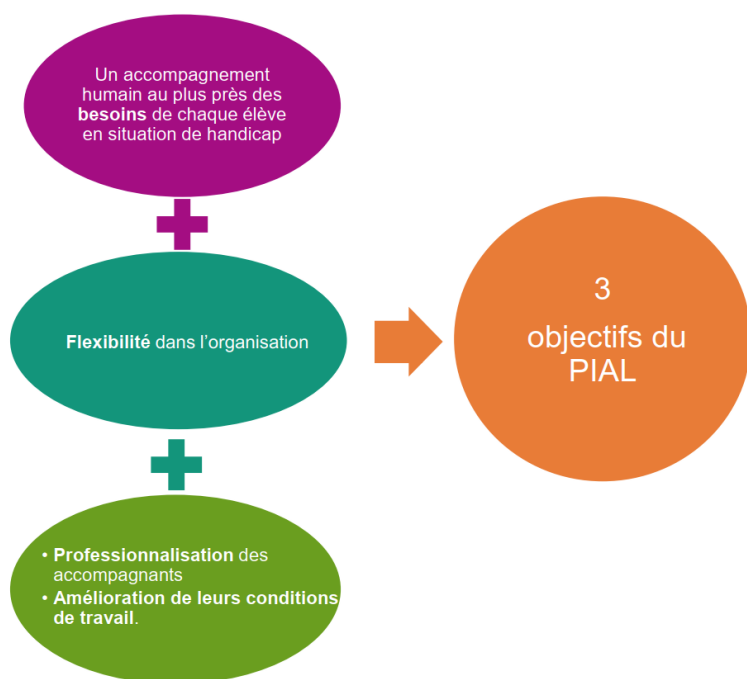 Un accompagnement
humain au plus près des
besoins de chaque élève
en situation de handicap
Flexibilité dans l'organisation
• Professionnalisation des
accompagnants
• Amélioration de leurs conditions
de travail.
3
objectifs du
PIAL